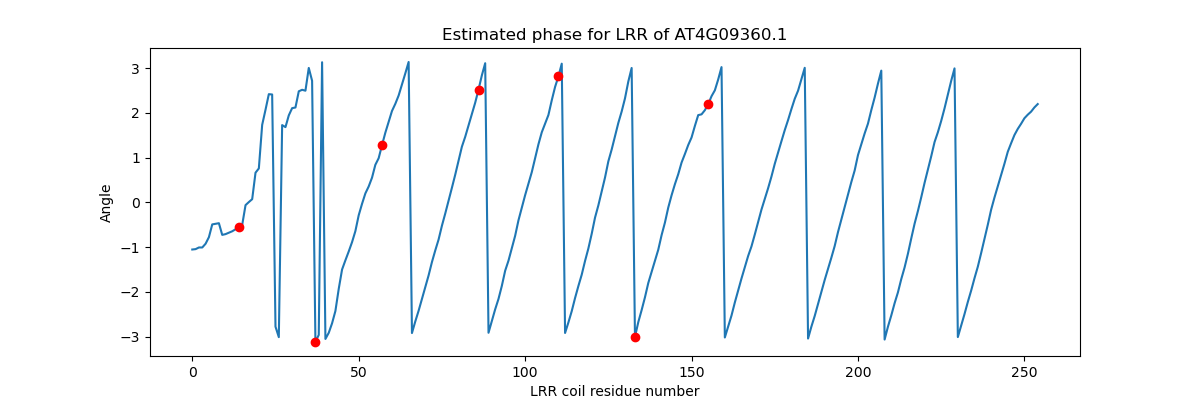 Estimated phase for LRR of AT4G09360.1
3
2
1
0
−1
−2
−3
Angle
0 50 100 150 200 250
LRR coil residue number